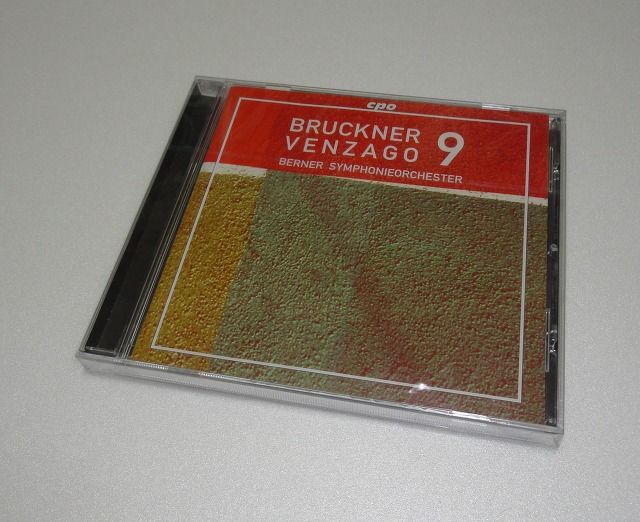 cpo
BRUCKNER 9
VENZAGO
BERNER SYMPHONIEORCHESTER